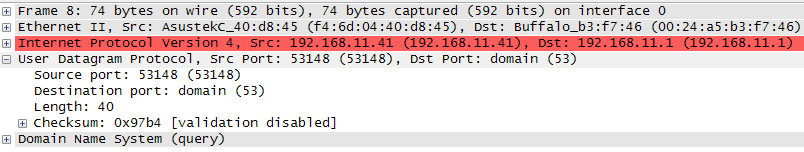 Frame 8: 74 bytes on wire (592 bits), 74 bytes captured (592 bits) on interface 0
Ethernet II, Src: AsustekC_40:d8:45 (f4:6d:04:40:d8:45), Dst: Buffalo_b3:f7:46 (00:24:a5:b3:f7:46)
Internet Protocol Version 4, Src: 192.168.11.41 (192.168.11.41), Dst: 192.168.11.1 (192.168.11.1)
User Datagram Protocol, Src Port: 53148 (53148), Dst Port: domain (53)
Source port: 53148 (53148)
Destination port: domain (53)
Length: 40
Checksum: 0x97b4 [validation disabled]
Domain Name System (query)